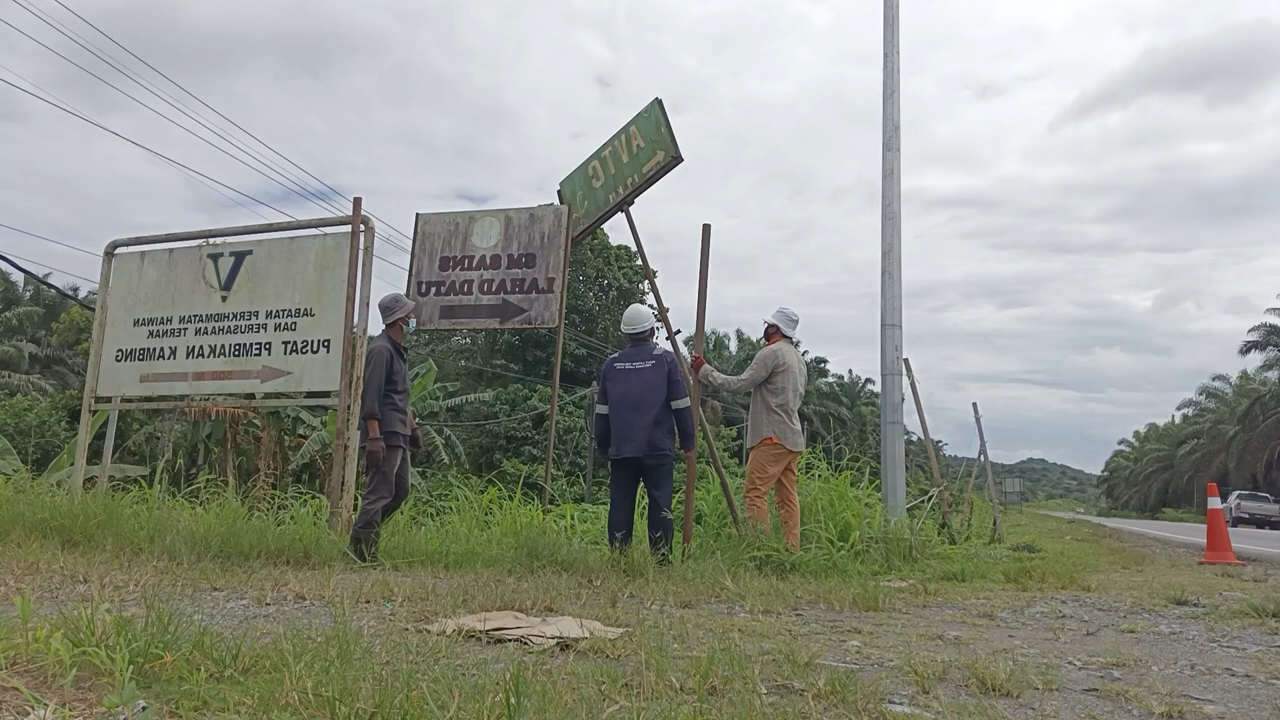 V
JABATAN PERKHIDMATAN HAIWAN
DAN PERUSAHAAN TERNAK
PUSAT PEMBIAKAN KAMBING
SM SAINS
LAHAD DATU
AVTC